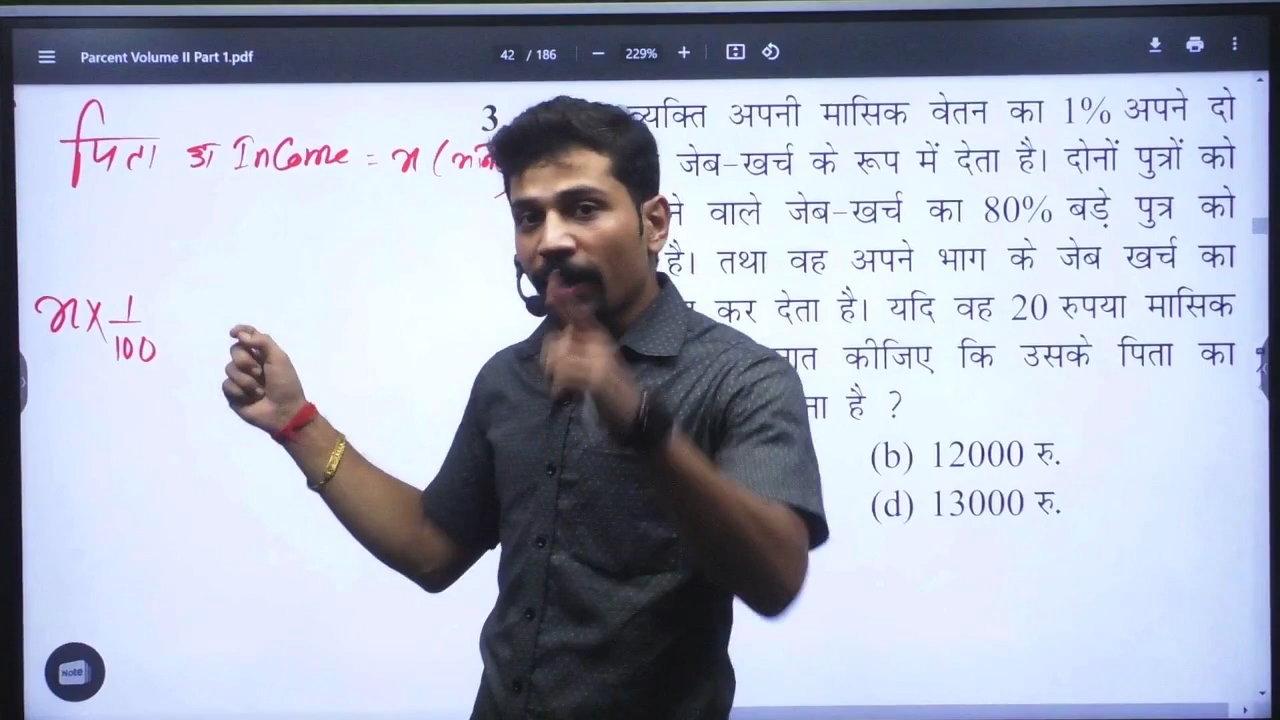 Parcent Volume II Part 1.pdf
42 / 186
229%
3
व्यक्ति अपनी मासिक वेतन का 1% अपने दो
पिता का Income = x
जेब-खर्च के रूप में देता है। दोनों पुत्रों को
वाले जेब-खर्च का 80% बड़े पुत्र को
है। तथा वह अपने भाग के जेब खर्च का
x × 1/100
कर देता है। यदि वह 20 रुपया मासिक
कीजिए कि उसके पिता का
है ?
(b) 12000 रु.
(d) 13000 रु.
Note